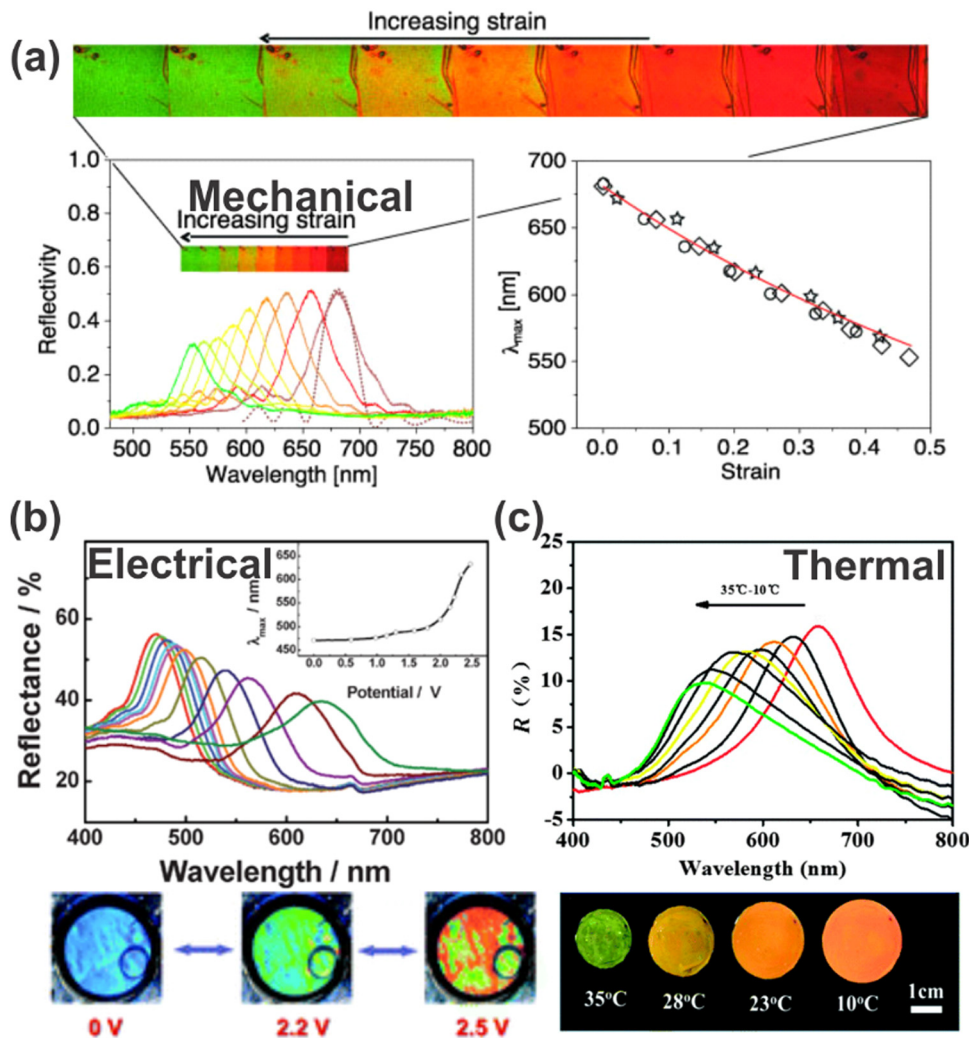 (a)
Increasing strain
Mechanical
Increasing strain
1.0
0.8
0.6
0.4
0.2
0.0
Reflectivity
500 550 600 650 700 750 800
Wavelength [nm]
700
650
600
550
500
λmax [nm]
0.0 0.1 0.2 0.3 0.4 0.5
Strain
(b)
Electrical
60
40
20
Reflectance / %
400 500 600 700 800
Wavelength / nm
650
600
550
500
450
λmax / nm
0.0 0.5 1.0 1.5 2.0 2.5
Potential / V
0 V
2.2 V
2.5 V
(c)
Thermal
35℃-10℃
25
20
15
10
5
0
-5
R (%)
400 500 600 700 800
Wavelength (nm)
35°C
28°C
23°C
10°C
1cm